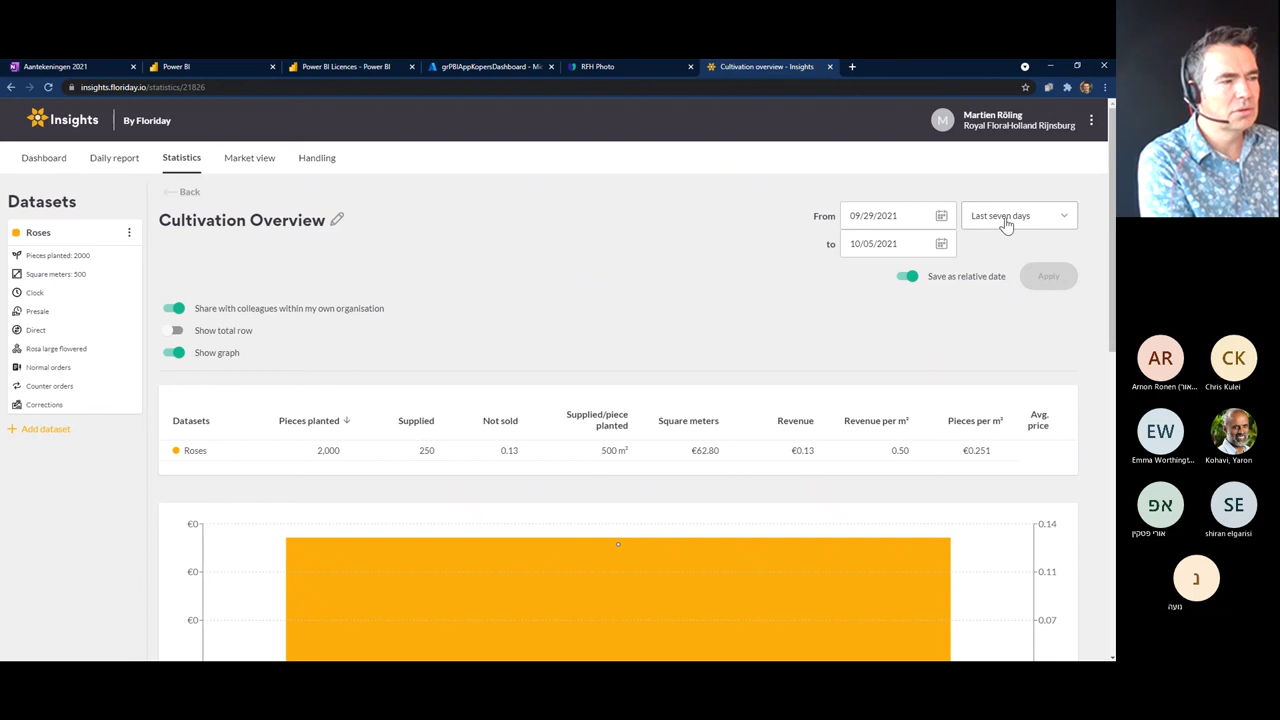 Aantekeningen 2021
Power BI
Power BI Licences - Power BI
grPBIAppKopersDashboard - Mic
RFH Photo
Cultivation overview - Insights
insights.floriday.io/statistics/21826
Insights
By Floriday
M
Martien Röling
Royal FloraHolland Rijnsburg
Dashboard
Daily report
Statistics
Market view
Handling
Datasets
Roses
Pieces planted: 2000
Square meters: 500
Clock
Presale
Direct
Rosa large flowered
Normal orders
Counter orders
Corrections
Add dataset
Back
Cultivation Overview
From
09/29/2021
Last seven days
to
10/05/2021
Save as relative date
Apply
Share with colleagues within my own organisation
Show total row
Show graph
Datasets
Pieces planted
Supplied
Not sold
Supplied/piece
planted
Square meters
Revenue
Revenue per m²
Pieces per m²
Avg.
price
Roses
2,000
250
0.13
500 m²
€62.80
€0.13
0.50
€0.251
€0
0.14
€0
0.11
€0
0.07
AR
Arnon Ronen (אור...
CK
Chris Kulei
EW
Emma Worthingt...
Kohavi, Yaron
אפ
אורי פטקין
SE
shiran elgarisi
נ
נועה